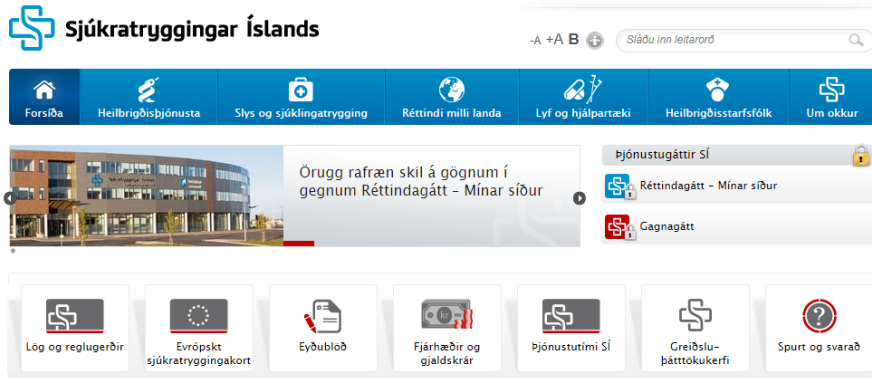 Sjúkratryggingar Íslands
-A +A B
Sláðu inn leitarorð
Forsíða
Heilbrigðisþjónusta
Slys og sjúklingatrygging
Réttindi milli landa
Lyf og hjálpartæki
Heilbrigðisstarfsfólk
Um okkur
Örugg rafræn skil á gögnum í
gegnum Réttindagátt – Mínar síður
Þjónustugáttir SÍ
Réttindagátt – Mínar síður
Gagnagátt
Lög og reglugerðir
Evrópskt
sjúkratryggingakort
Eyðublöð
Fjárhæðir og
gjaldskrár
Þjónustutími SÍ
Greiðslu-
þátttökukerfi
Spurt og svarað